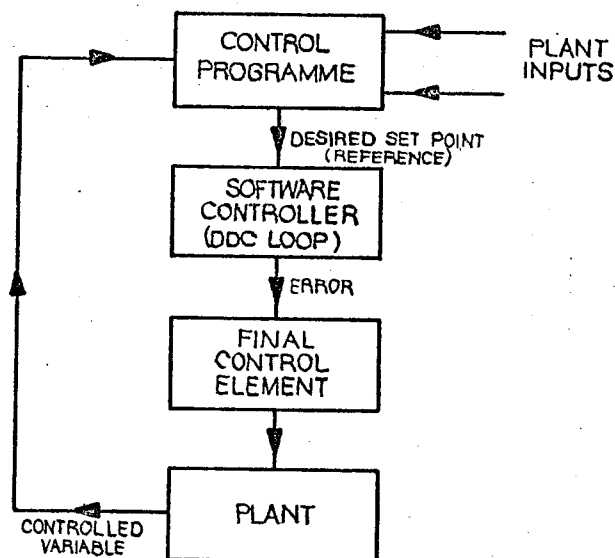 CONTROL
PROGRAMME
PLANT
INPUTS
DESIRED SET POINT
(REFERENCE)
SOFTWARE
CONTROLLER
(DDC LOOP)
ERROR
FINAL
CONTROL
ELEMENT
PLANT
CONTROLLED
VARIABLE